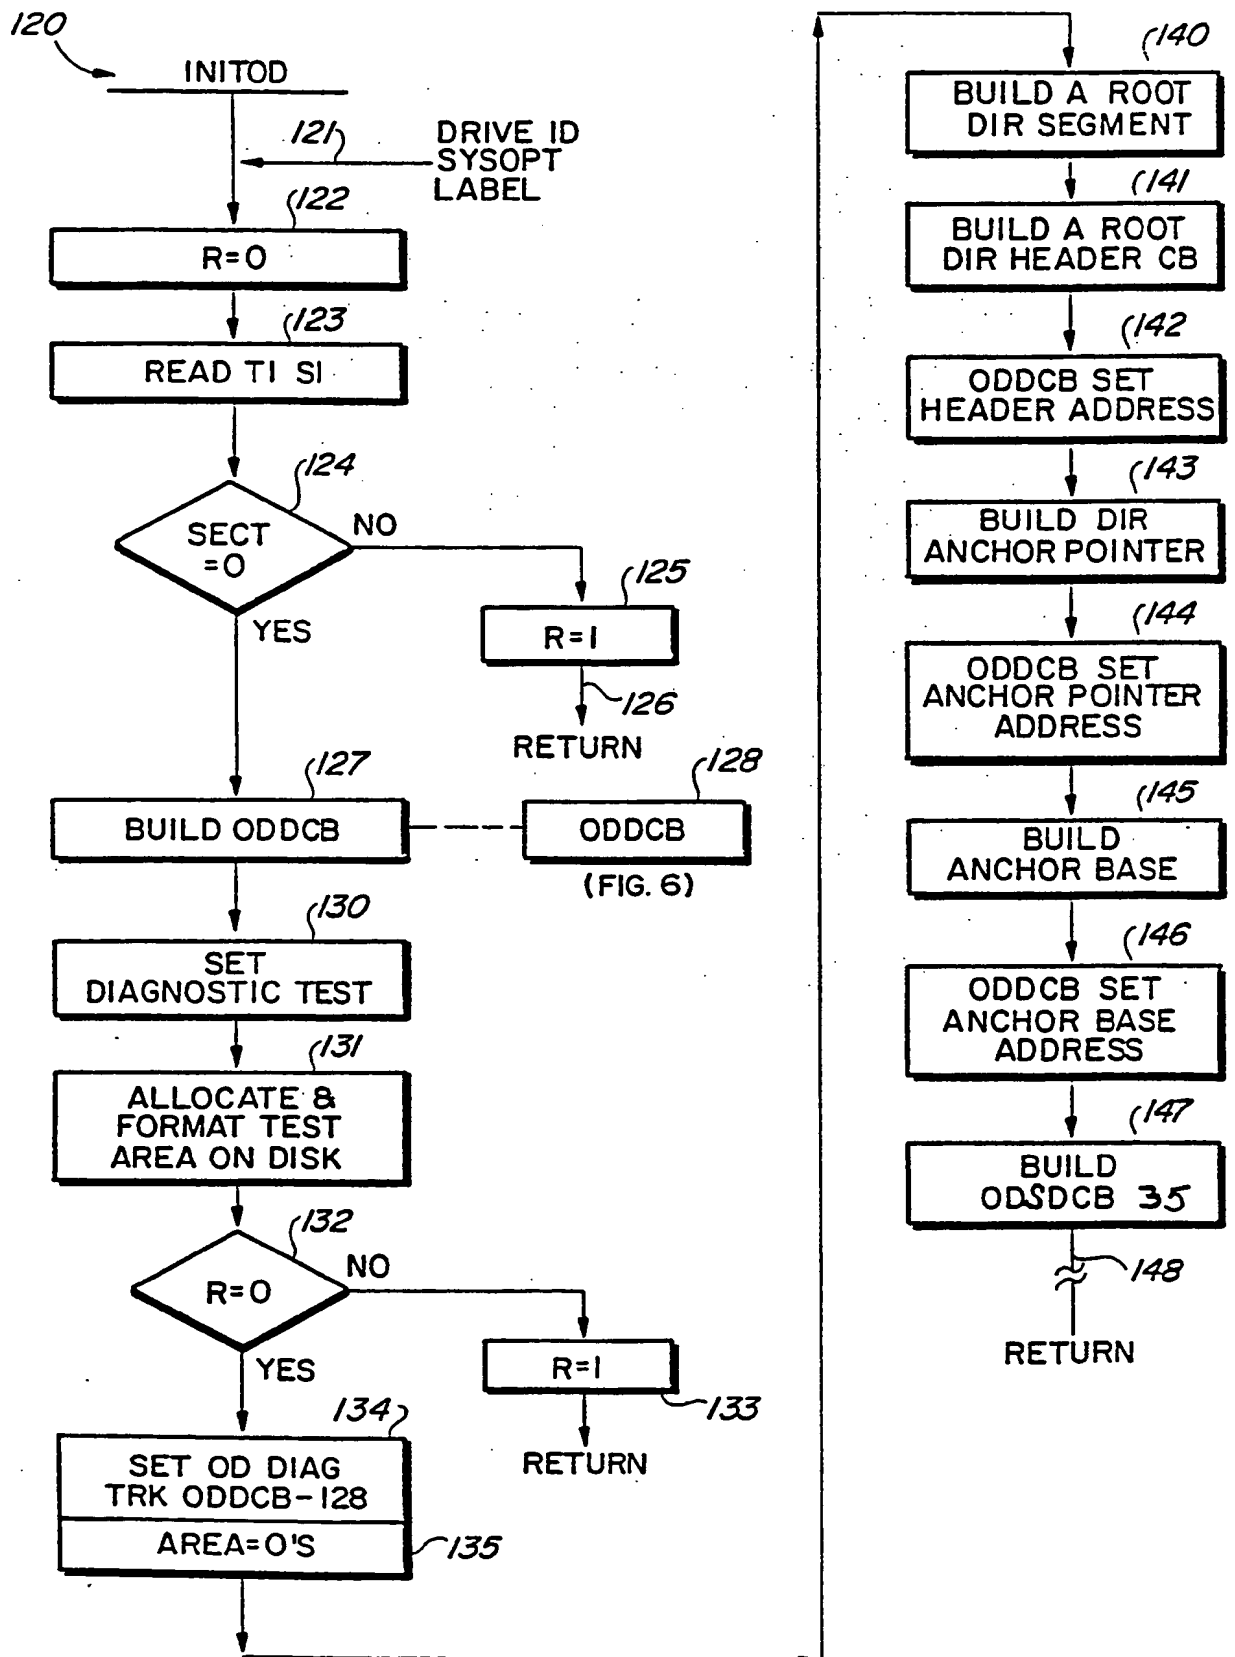 120
INITOD
121
DRIVE ID
SYSOPT
LABEL
122
R=0
123
READ T1 S1
124
SECT
=0
NO
YES
125
R=1
126
RETURN
127
BUILD ODDCB
128
ODDCB
(FIG. 6)
130
SET
DIAGNOSTIC TEST
131
ALLOCATE &
FORMAT TEST
AREA ON DISK
132
R=0
NO
YES
R=1
133
RETURN
134
SET OD DIAG
TRK ODDCB-128
AREA=0'S
135
140
BUILD A ROOT
DIR SEGMENT
141
BUILD A ROOT
DIR HEADER CB
142
ODDCB SET
HEADER ADDRESS
143
BUILD DIR
ANCHOR POINTER
144
ODDCB SET
ANCHOR POINTER
ADDRESS
145
BUILD
ANCHOR BASE
146
ODDCB SET
ANCHOR BASE
ADDRESS
147
BUILD
ODSDCB 35
148
RETURN